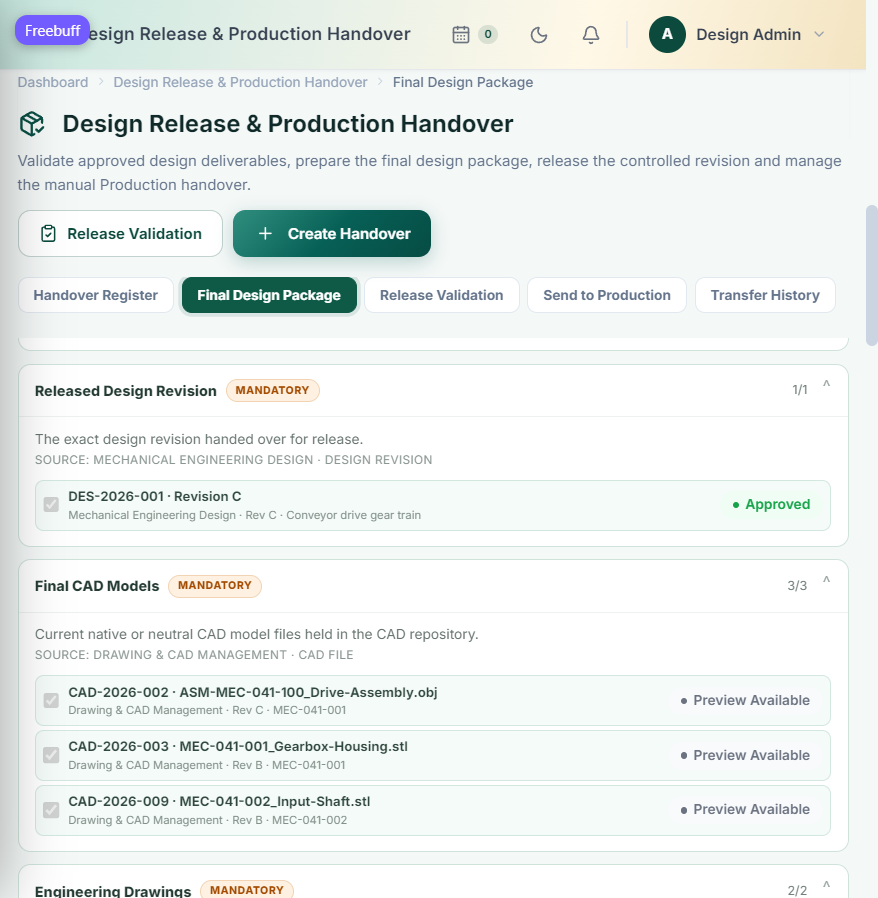 Freebuff
esign Release & Production Handover
0
A
Design Admin
Dashboard > Design Release & Production Handover > Final Design Package
Design Release & Production Handover
Validate approved design deliverables, prepare the final design package, release the controlled revision and manage
the manual Production handover.
Release Validation
+ Create Handover
Handover Register
Final Design Package
Release Validation
Send to Production
Transfer History
Released Design Revision MANDATORY 1/1 ^
The exact design revision handed over for release.
SOURCE: MECHANICAL ENGINEERING DESIGN · DESIGN REVISION
DES-2026-001 · Revision C
Mechanical Engineering Design · Rev C · Conveyor drive gear train
• Approved
Final CAD Models MANDATORY 3/3 ^
Current native or neutral CAD model files held in the CAD repository.
SOURCE: DRAWING & CAD MANAGEMENT · CAD FILE
CAD-2026-002 · ASM-MEC-041-100_Drive-Assembly.obj
Drawing & CAD Management · Rev C · MEC-041-001
• Preview Available
CAD-2026-003 · MEC-041-001_Gearbox-Housing.stl
Drawing & CAD Management · Rev B · MEC-041-001
• Preview Available
CAD-2026-009 · MEC-041-002_Input-Shaft.stl
Drawing & CAD Management · Rev B · MEC-041-002
• Preview Available
Engineering Drawings MANDATORY 2/2 ^